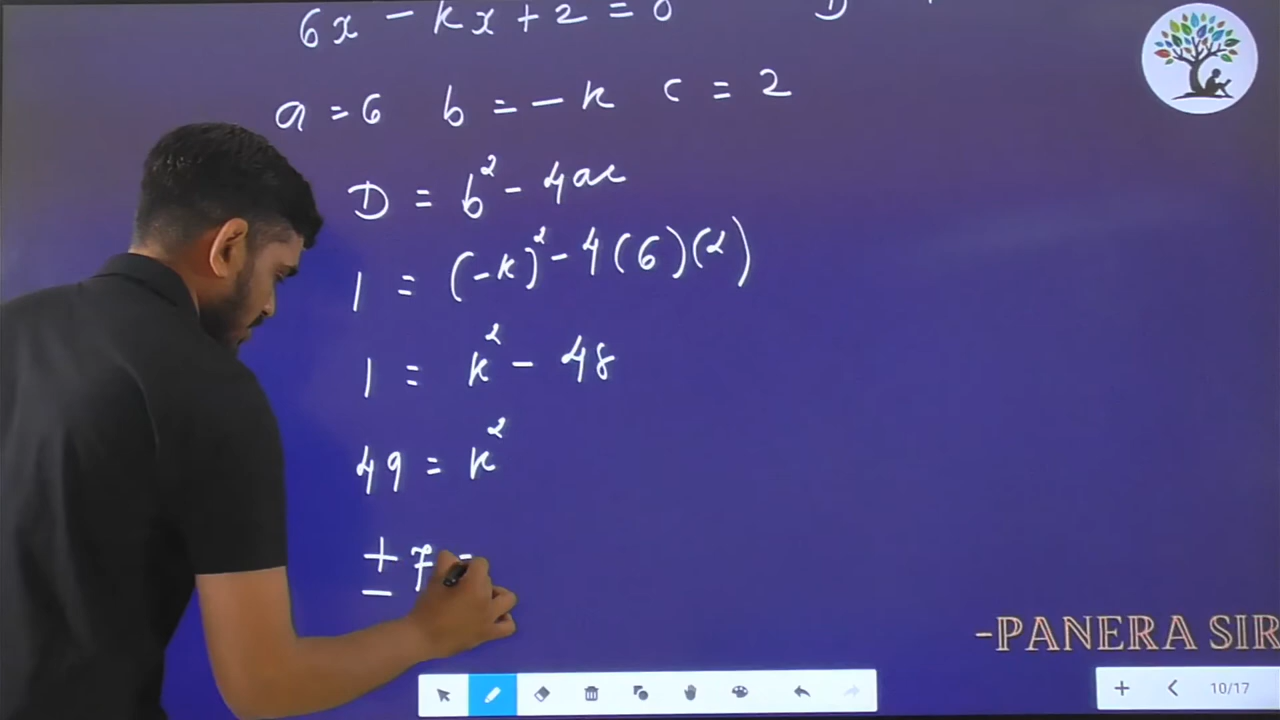 6x - kx + 2 = 0 D
a = 6 b = -k c = 2
D = b² - 4ac
1 = (-k)² - 4(6)(2)
1 = k² - 48
49 = k²
± 7 =
-PANERA SIR
10/17